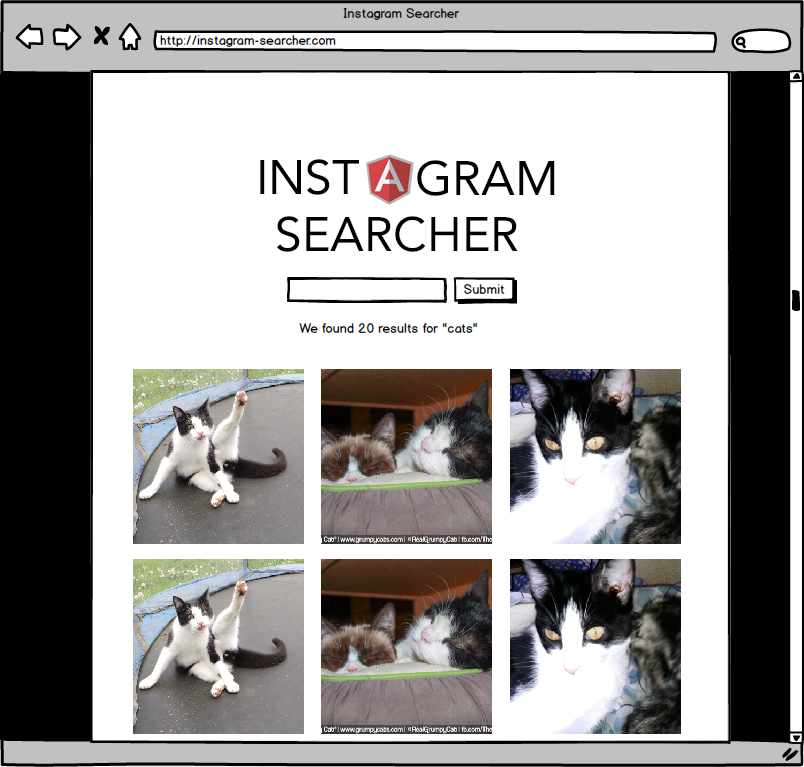 Instagram Searcher
http://instagram-searcher.com
INSTAGRAM
SEARCHER
Submit
We found 20 results for "cats"
g Cat® | www.grumpycats.com | ©RealGrumpyCat | fb.com/The
g Cat® | www.grumpycats.com | ©RealGrumpyCat | fb.com/The